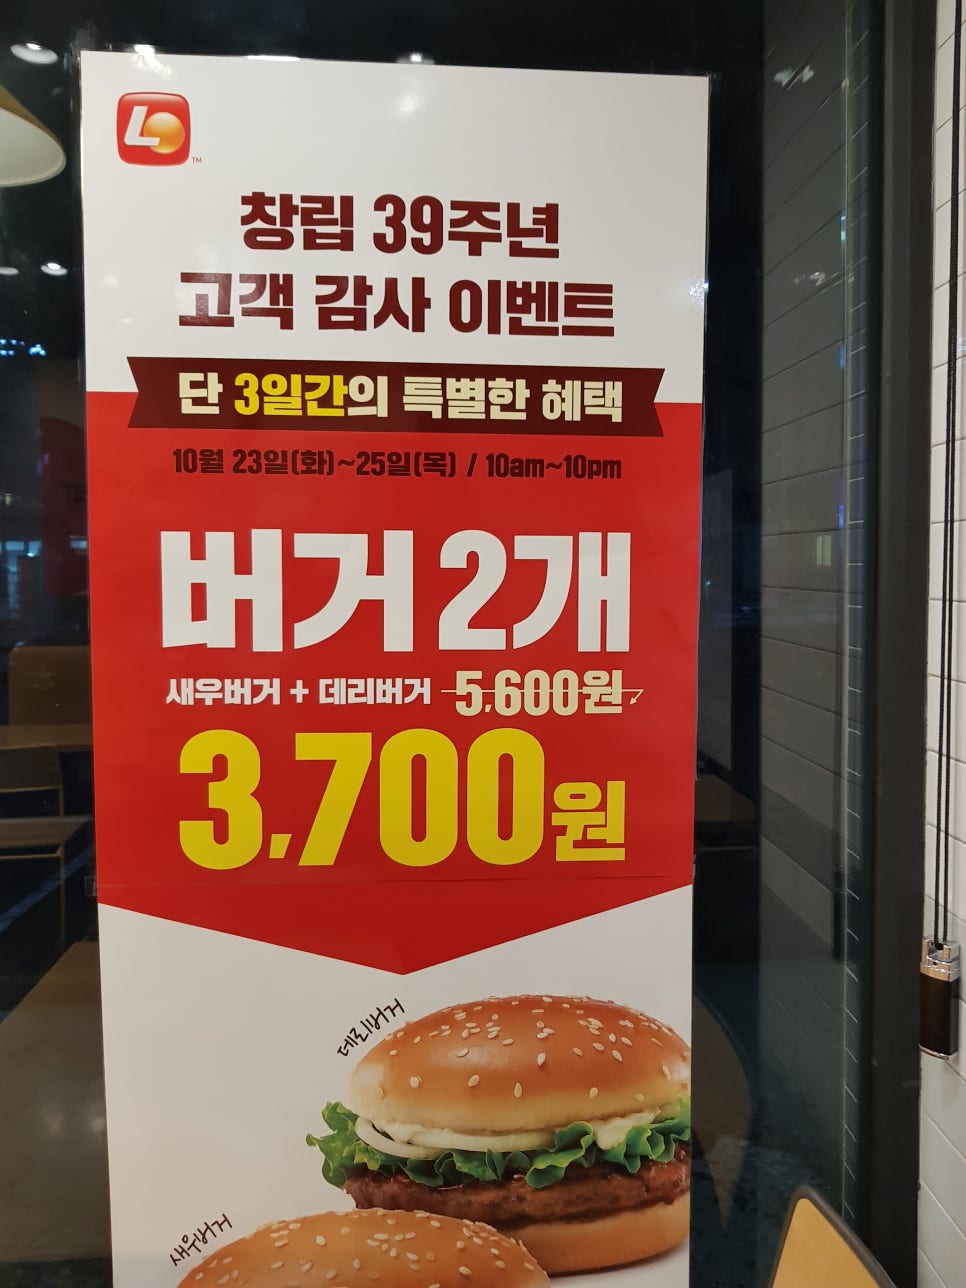 L
TM
창립 39주년
고객 감사 이벤트
단 3일간의 특별한 혜택
10월 23일(화)~25일(목) / 10am~10pm
버거 2개
새우버거 + 데리버거 5,600원
3,700원
데리버거
새우버거